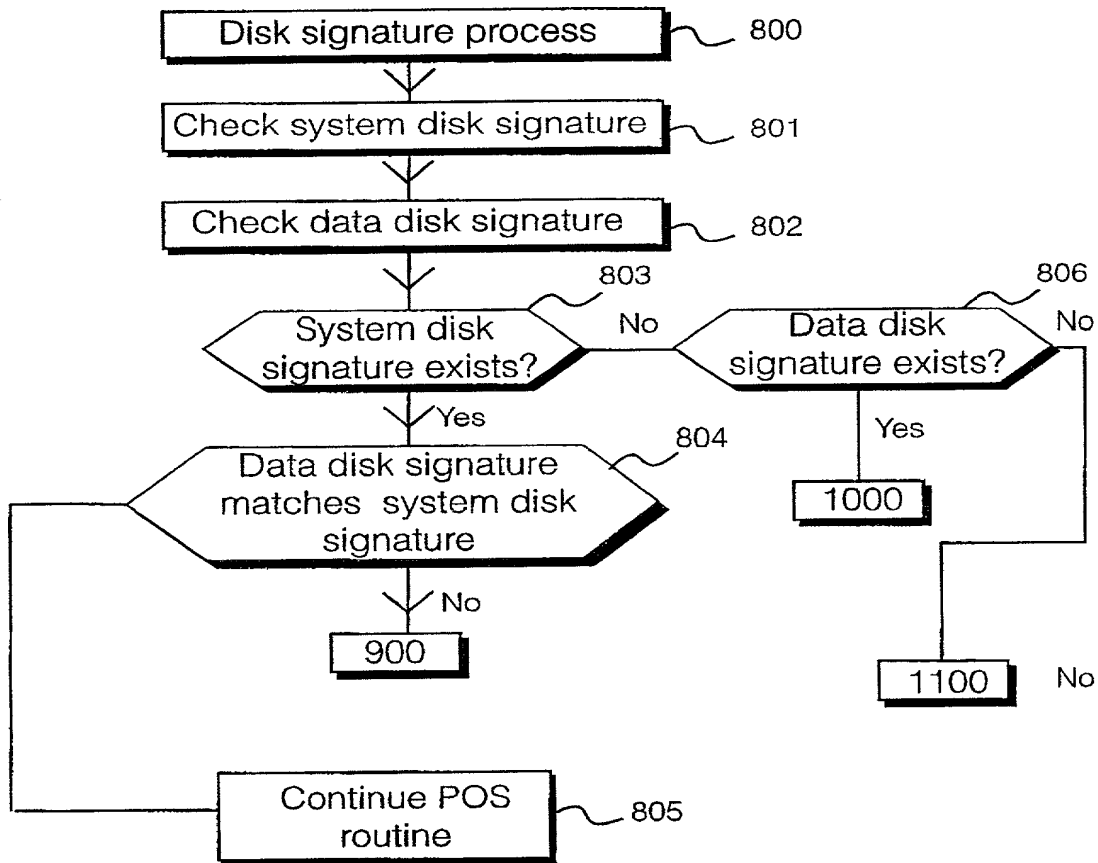 Disk signature process
800
Check system disk signature
801
Check data disk signature
802
803
806
System disk
signature exists?
No
Data disk
signature exists?
No
Yes
Yes
804
Data disk signature
matches system disk
signature
1000
No
900
1100
No
Continue POS
routine
805